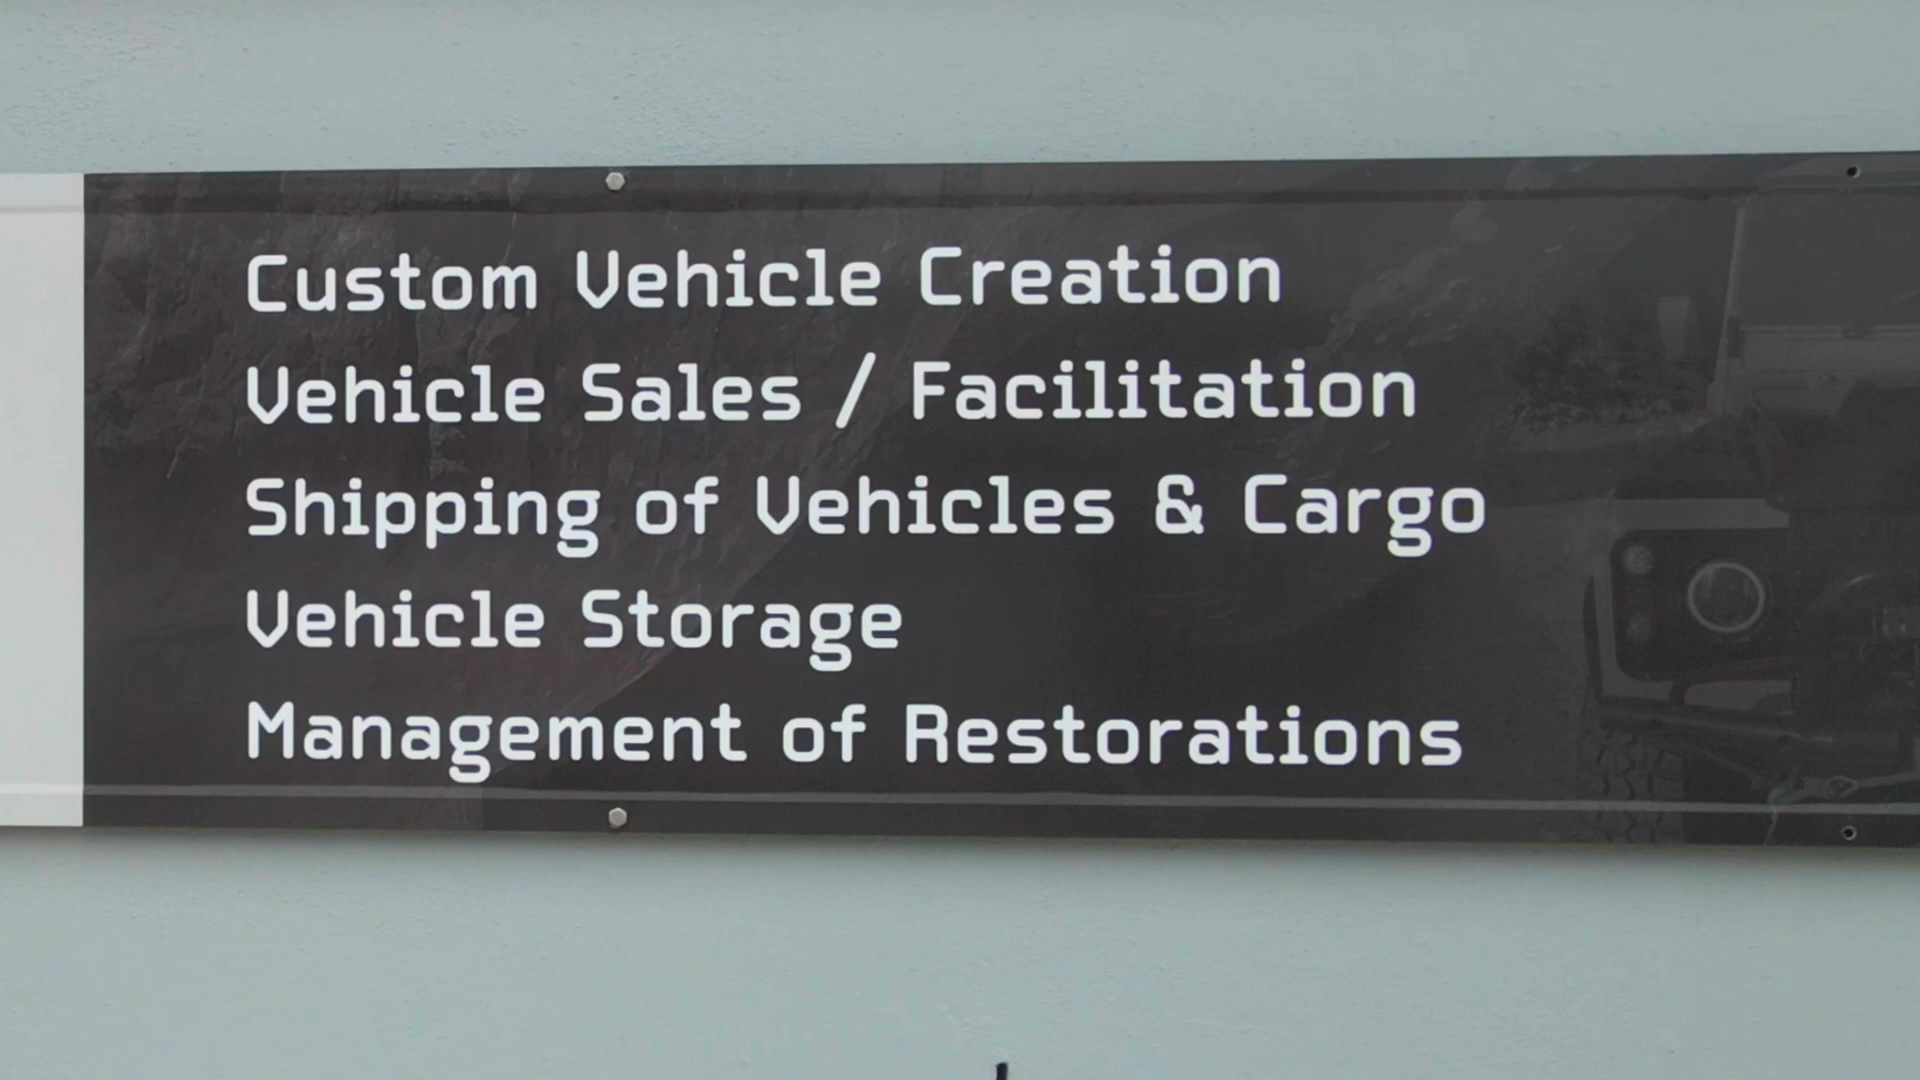 Custom Vehicle Creation
Vehicle Sales / Facilitation
Shipping of Vehicles & Cargo
Vehicle Storage
Management of Restorations